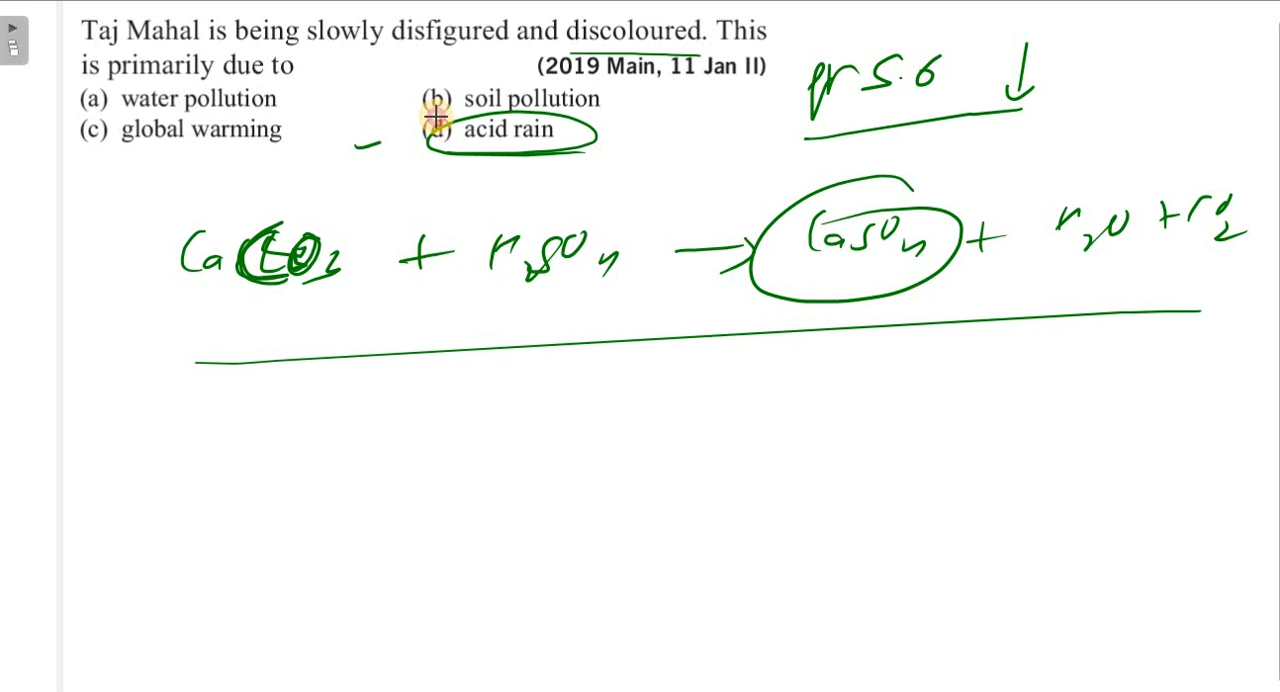 Taj Mahal is being slowly disfigured and discoloured. This
is primarily due to (2019 Main, 11 Jan II)
(a) water pollution (b) soil pollution
(c) global warming (d) acid rain
pH 5.6 ↓
CaCO3 + H2SO4 → CaSO4 + H2O + CO2